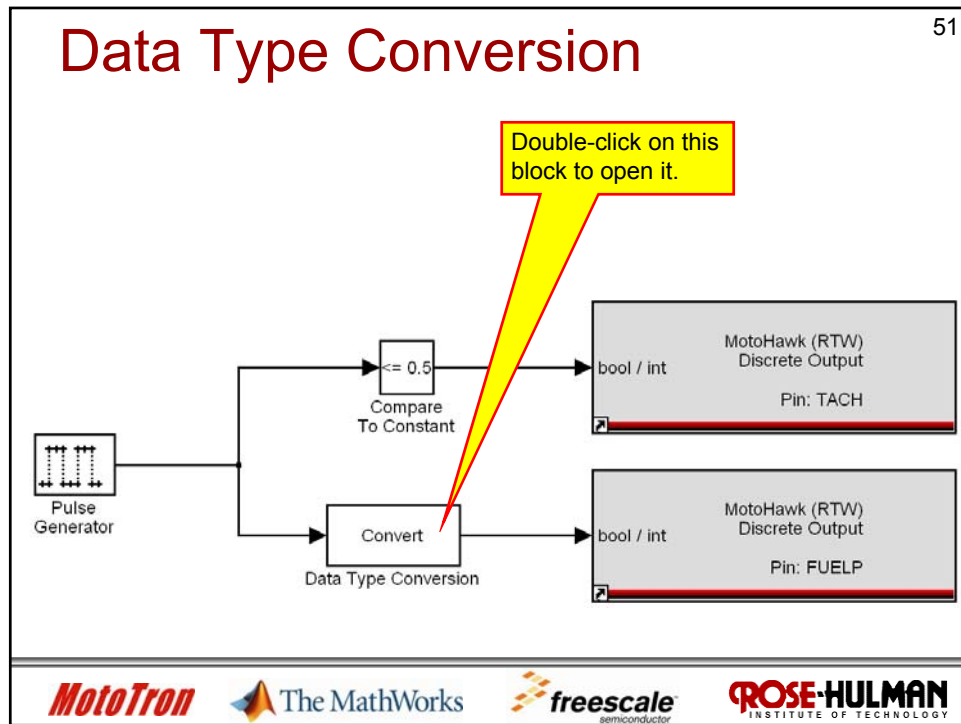 51
Data Type Conversion
Double-click on this
block to open it.
<= 0.5
Compare
To Constant
bool / int
MotoHawk (RTW)
Discrete Output
Pin: TACH
Pulse
Generator
Convert
Data Type Conversion
bool / int
MotoHawk (RTW)
Discrete Output
Pin: FUELP
MotoTron
The MathWorks
freescale
semiconductor
ROSE-HULMAN
INSTITUTE OF TECHNOLOGY